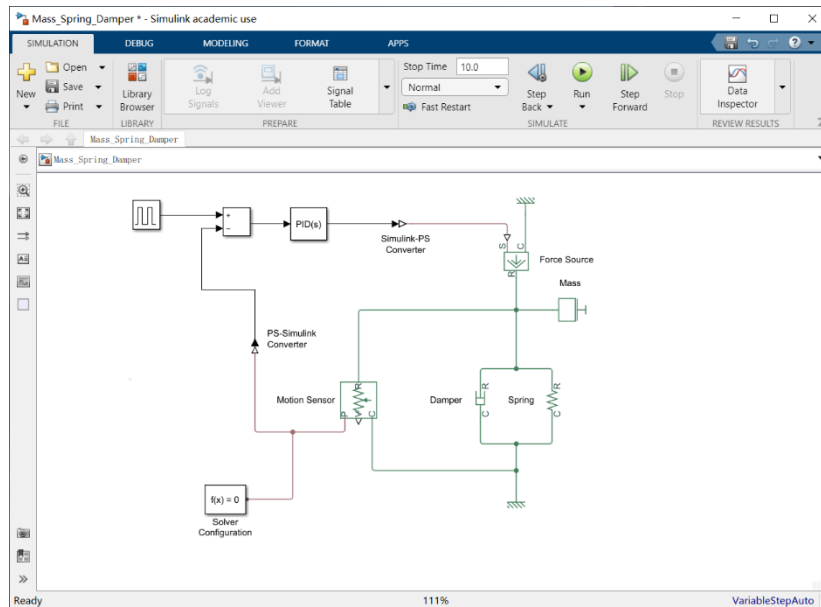 Mass_Spring_Damper * - Simulink academic use
SIMULATION
DEBUG
MODELING
FORMAT
APPS
New
Open
Save
Print
FILE
Library
Browser
LIBRARY
Log
Signals
Add
Viewer
Signal
Table
PREPARE
Stop Time 10.0
Normal
Fast Restart
Step
Back
Run
Step
Forward
Stop
SIMULATE
Data
Inspector
REVIEW RESULTS
Mass_Spring_Damper
Mass_Spring_Damper
+
−
PID(s)
Simulink-PS
Converter
S
C
R
Force Source
Mass
PS-Simulink
Converter
Motion Sensor
R
P
C
Damper
R
C
Spring
R
C
f(x) = 0
Solver
Configuration
Ready
111%
VariableStepAuto